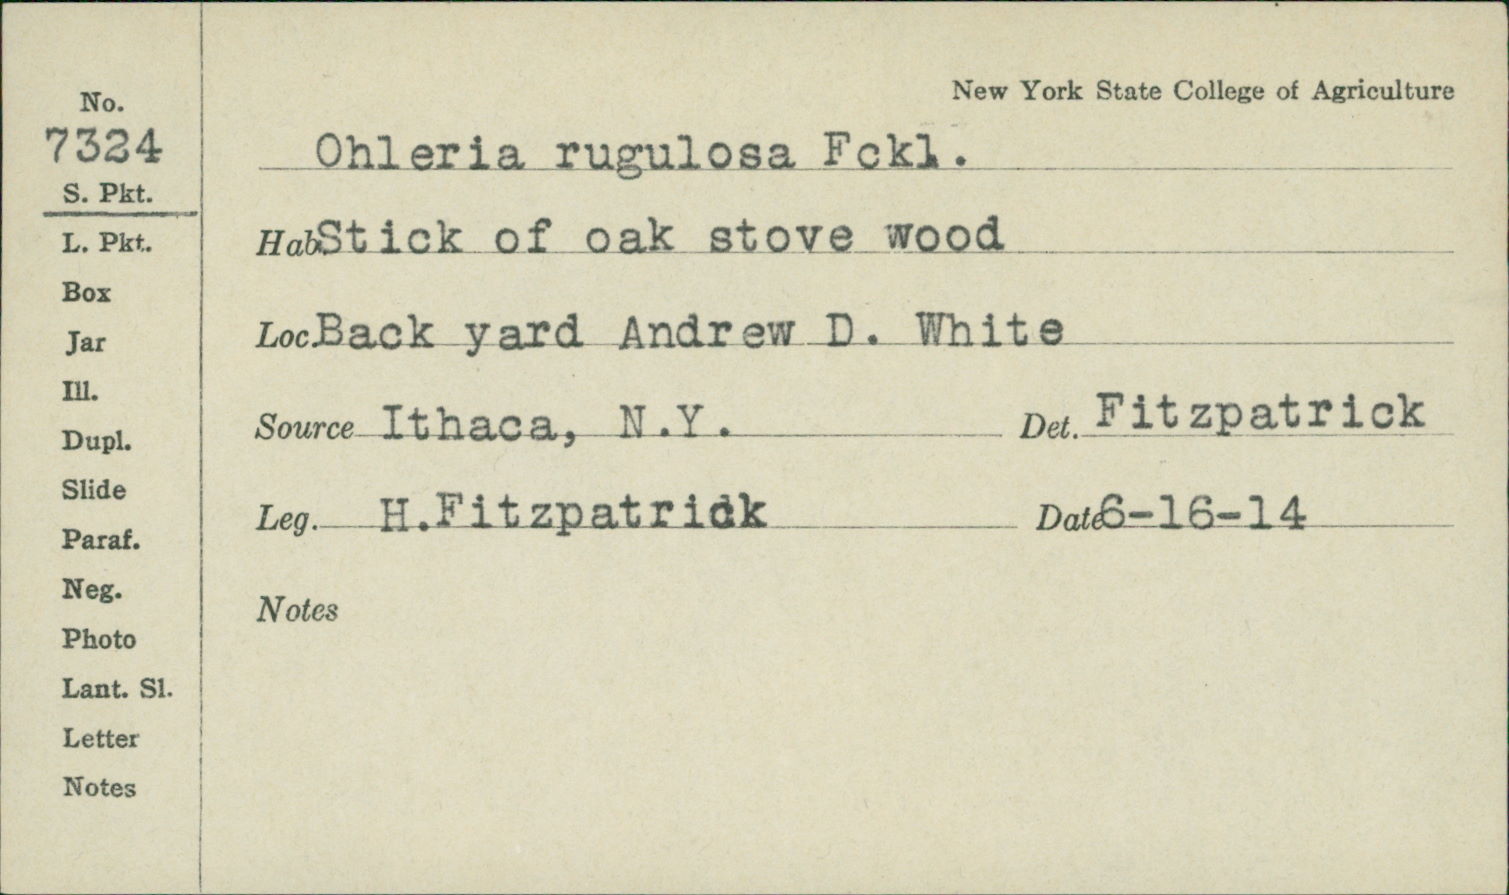 New York State College of Agriculture
No.
7324
S. Pkt.
L. Pkt.
Box
Jar
Ill.
Dupl.
Slide
Paraf.
Neg.
Photo
Lant. Sl.
Letter
Notes
Ohleria rugulosa Fckl.
Hab. Stick of oak stove wood
Loc. Back yard Andrew D. White
Source Ithaca, N.Y. Det. Fitzpatrick
Leg. H.Fitzpatrick Date 6-16-14
Notes